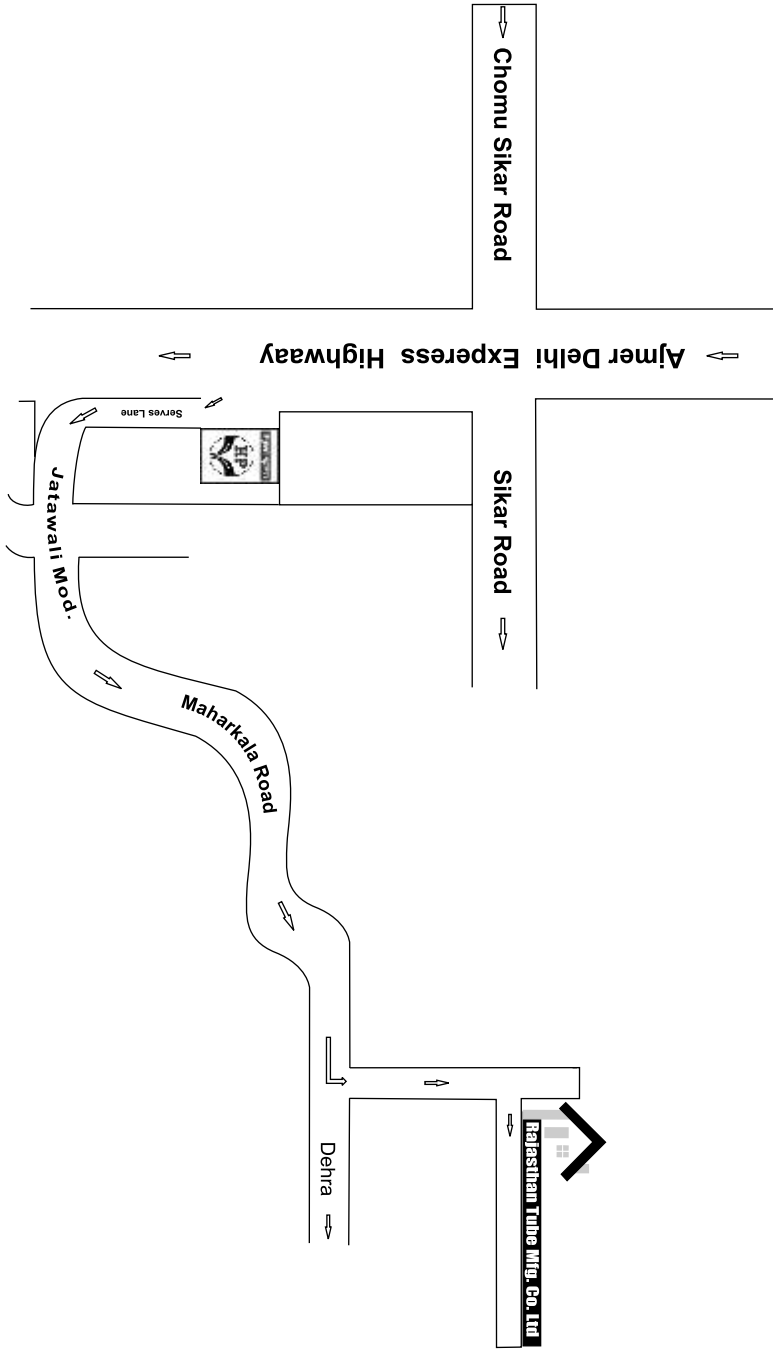 Chomu Sikar Road
Ajmer Delhi Experess Highwaay
Serves Lane
HP
Sikar Road
Jatawali Mod.
Maharkala Road
Dehra
Rajasthan Tube Mfg. Co. Ltd